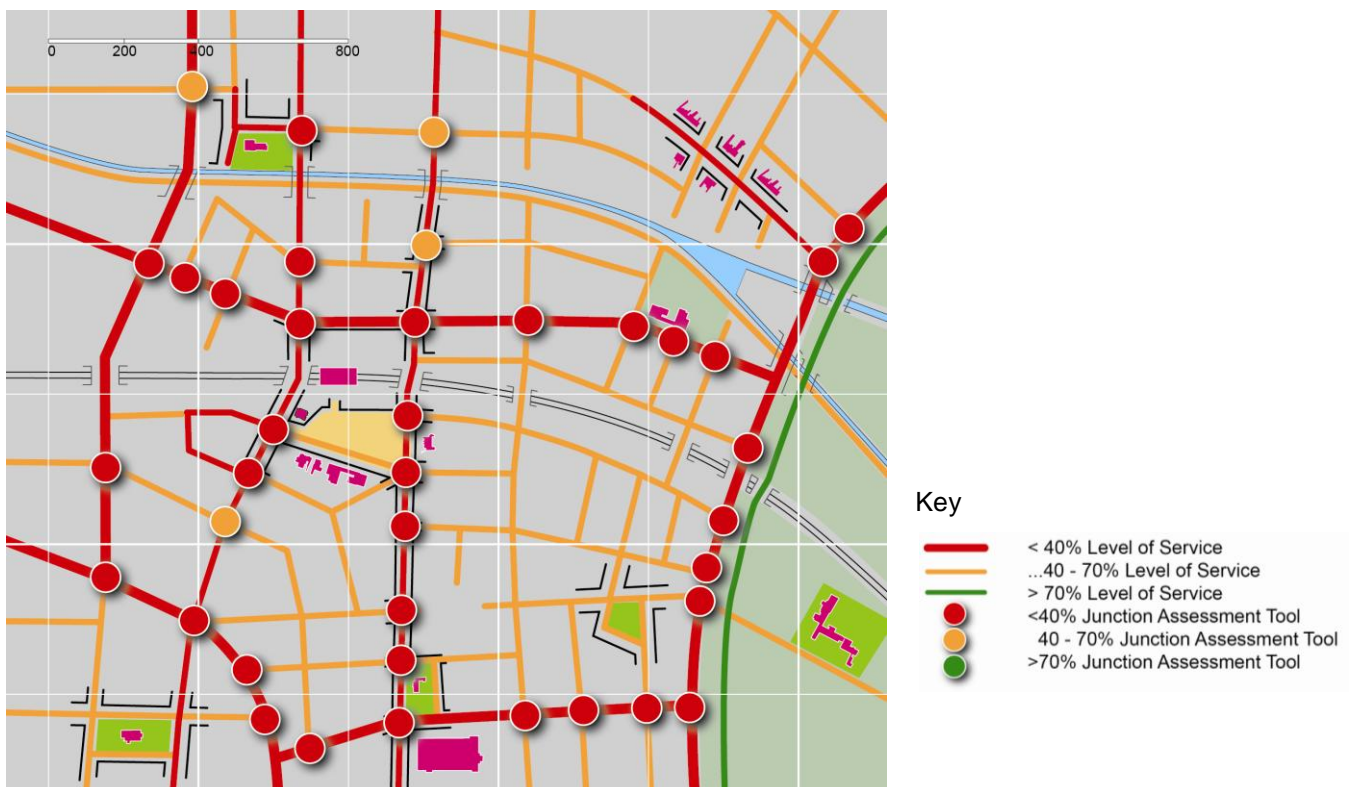 0 200 400 800
Key
< 40% Level of Service
...40 - 70% Level of Service
> 70% Level of Service
<40% Junction Assessment Tool
40 - 70% Junction Assessment Tool
>70% Junction Assessment Tool